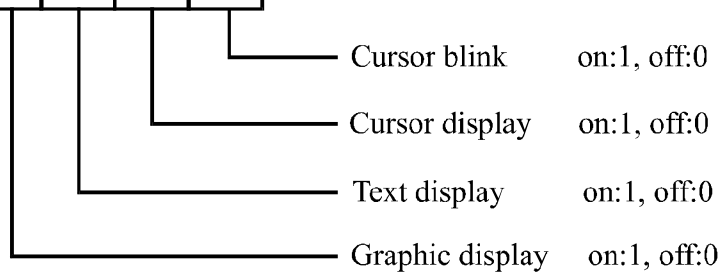 Cursor blink on:1, off:0
Cursor display on:1, off:0
Text display on:1, off:0
Graphic display on:1, off:0